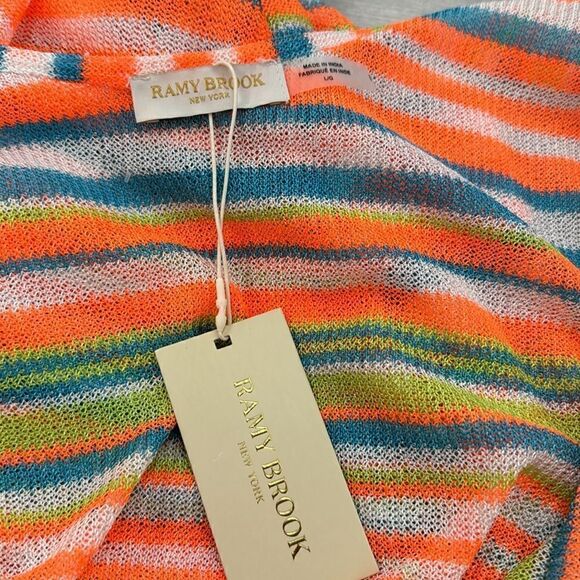 RAMY BROOK
NEW YORK
MADE IN INDIA
FABRIQUÉ EN INDE
L/G
RAMY BROOK
NEW YORK